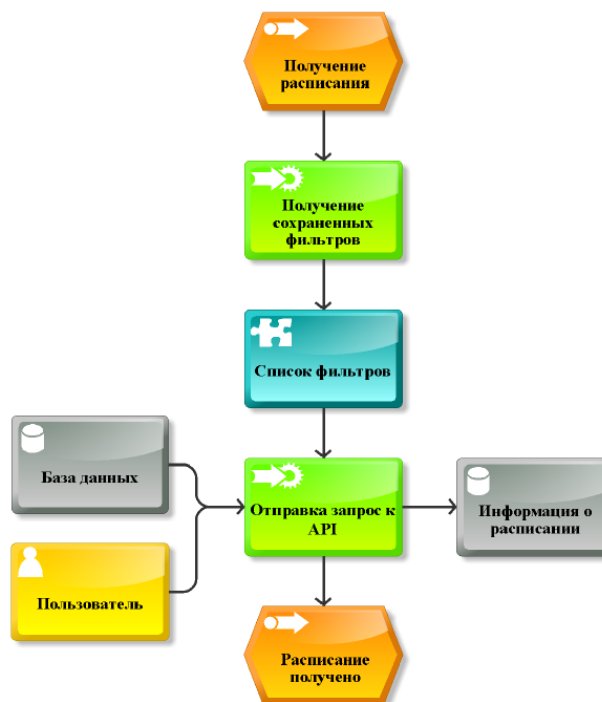 Получение
расписания
Получение
сохраненных
фильтров
Список фильтров
База данных
Отправка запрос к
API
Информация о
расписании
Пользователь
Расписание
получено